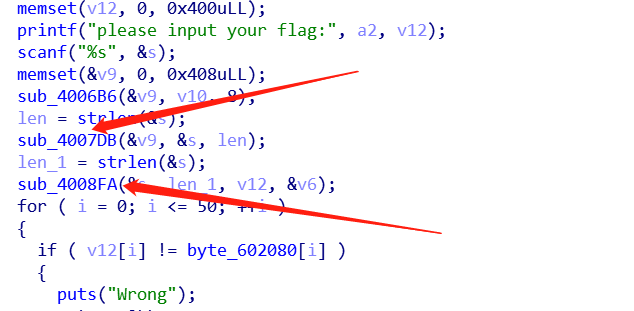 memset(v12, 0, 0x400uLL);
printf("please input your flag:", a2, v12);
scanf("%s", &s);
memset(&v9, 0, 0x408uLL);
sub_4006B6(&v9, v10, 8);
len = strlen(&s);
sub_4007DB(&v9, &s, len);
len_1 = strlen(&s);
sub_4008FA(&s, len_1, v12, &v6);
for ( i = 0; i <= 50; ++i )
{
if ( v12[i] != byte_602080[i] )
{
puts("Wrong");